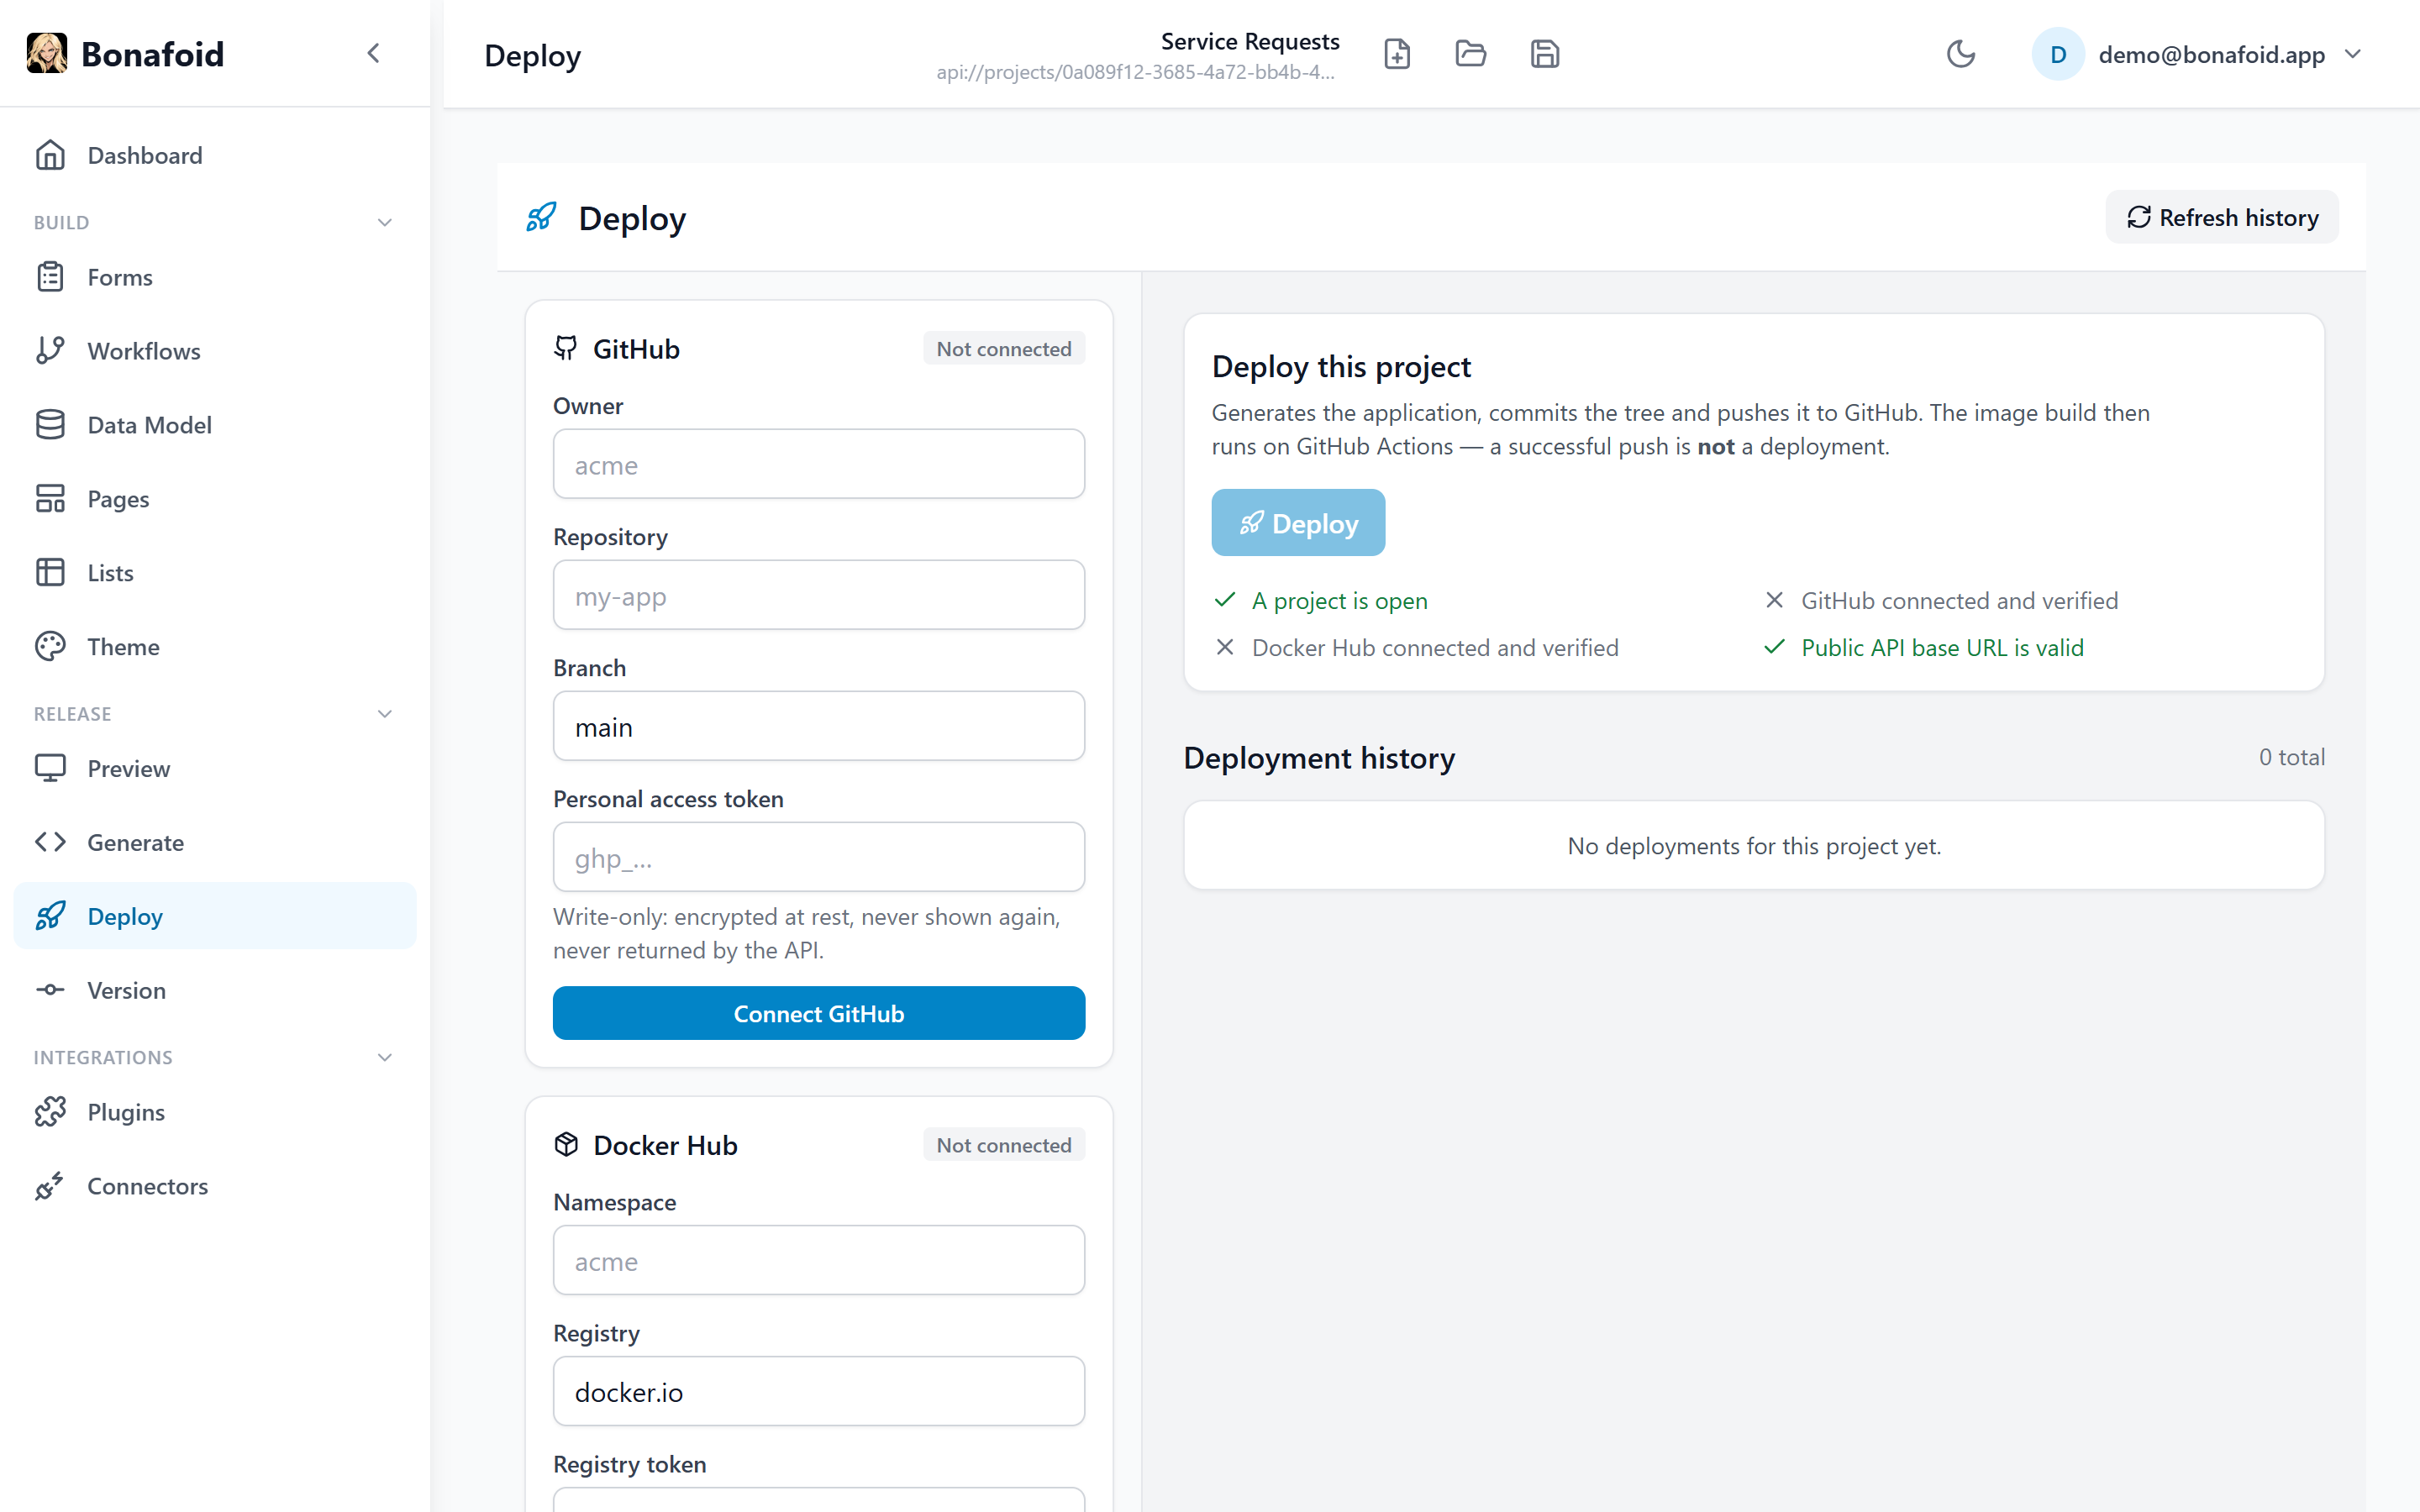 Bonafoid
Dashboard
BUILD
Forms
Workflows
Data Model
Pages
Lists
Theme
RELEASE
Preview
Generate
Deploy
Version
INTEGRATIONS
Plugins
Connectors
Deploy
Service Requests
api://projects/0a089f12-3685-4a72-bb4b-4...
D
demo@bonafoid.app
Deploy
Refresh history
GitHub
Not connected
Owner
acme
Repository
my-app
Branch
main
Personal access token
ghp_...
Write-only: encrypted at rest, never shown again,
never returned by the API.
Connect GitHub
Docker Hub
Not connected
Namespace
acme
Registry
docker.io
Registry token
Deploy this project
Generates the application, commits the tree and pushes it to GitHub. The image build then
runs on GitHub Actions — a successful push is not a deployment.
Deploy
A project is open
GitHub connected and verified
Docker Hub connected and verified
Public API base URL is valid
Deployment history
0 total
No deployments for this project yet.